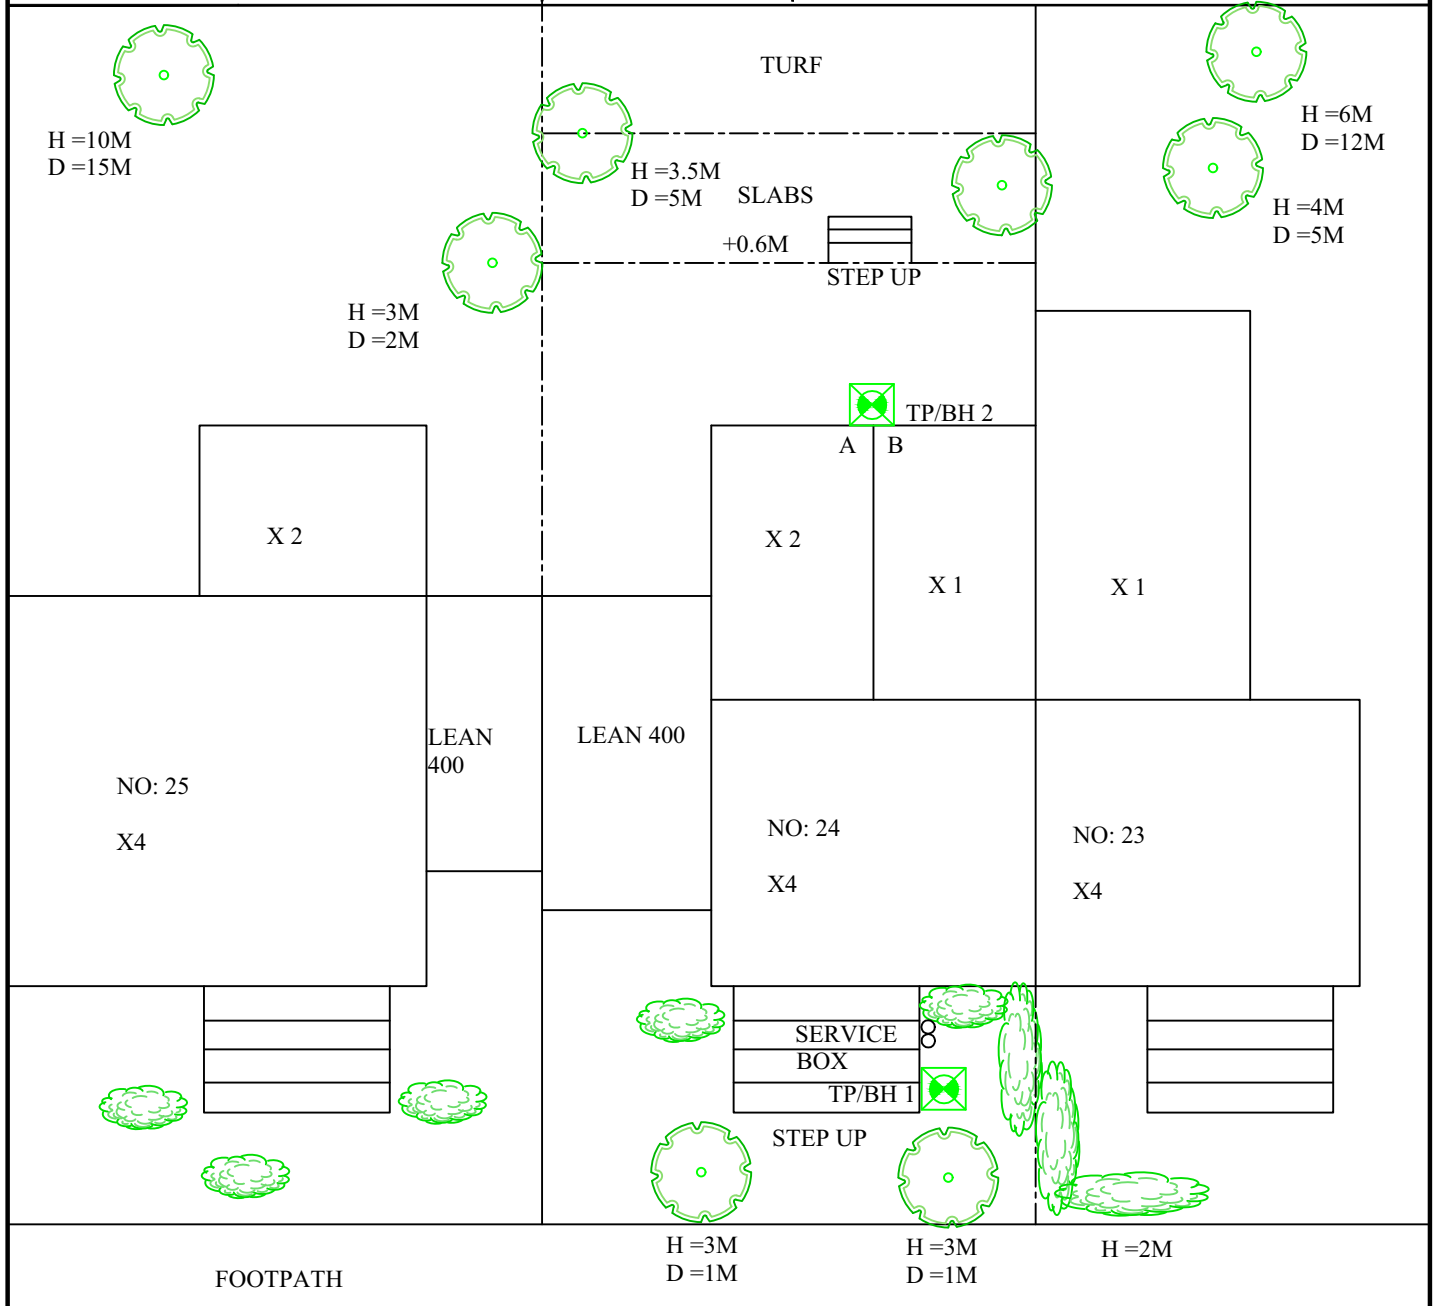 TURF
H =10M
D =15M
H =3.5M
D =5M
SLABS
+0.6M
STEP UP
H =6M
D =12M
H =4M
D =5M
H =3M
D =2M
TP/BH 2
A
B
X 2
X 2
X 1
X 1
LEAN
400
LEAN 400
NO: 25
X4
NO: 24
X4
NO: 23
X4
SERVICE
BOX
TP/BH 1
STEP UP
H =3M
D =1M
H =3M
D =1M
H =2M
FOOTPATH